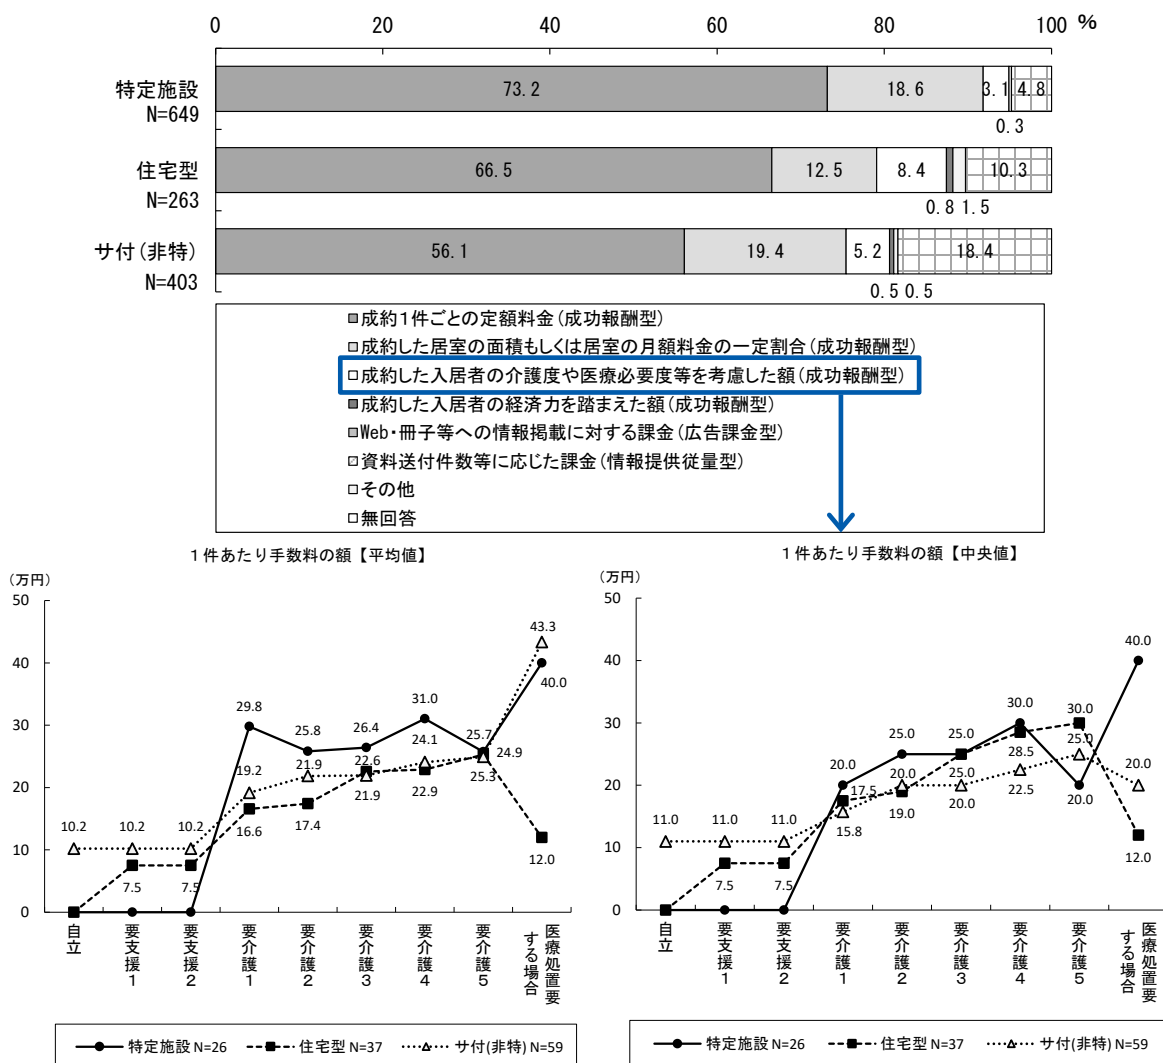 0 20 40 60 80 100 %
特定施設 73.2 18.6 3.1 4.8
N=649 0.3
住宅型 66.5 12.5 8.4 10.3
N=263 0.8 1.5
サ付(非特) 56.1 19.4 5.2 18.4
N=403 0.5 0.5
成約1件ごとの定額料金(成功報酬型)
成約した居室の面積もしくは居室の月額料金の一定割合(成功報酬型)
成約した入居者の介護度や医療必要度等を考慮した額(成功報酬型)
成約した入居者の経済力を踏まえた額(成功報酬型)
Web・冊子等への情報掲載に対する課金(広告課金型)
資料送付件数等に応じた課金(情報提供従量型)
その他
無回答
1件あたり手数料の額【平均値】
(万円)
50
40
30
20
10
0
43.3
40.0
29.8 25.8 26.4 31.0 25.7
19.2 21.9 22.6 24.1 24.9
16.6 17.4 21.9 22.9 25.3
10.2 10.2 10.2
7.5 7.5 12.0
自立
要支援1
要支援2
要介護1
要介護2
要介護3
要介護4
要介護5
医療処置要
する場合
特定施設 N=26 住宅型 N=37 サ付(非特) N=59
1件あたり手数料の額【中央値】
(万円)
50
40
30
20
10
0
40.0
20.0 25.0 25.0 30.0 30.0
17.5 20.0 25.0 28.5 25.0 20.0
15.8 19.0 20.0 22.5 20.0
11.0 11.0 11.0
7.5 7.5 12.0
自立
要支援1
要支援2
要介護1
要介護2
要介護3
要介護4
要介護5
医療処置要
する場合
特定施設 N=26 住宅型 N=37 サ付(非特) N=59